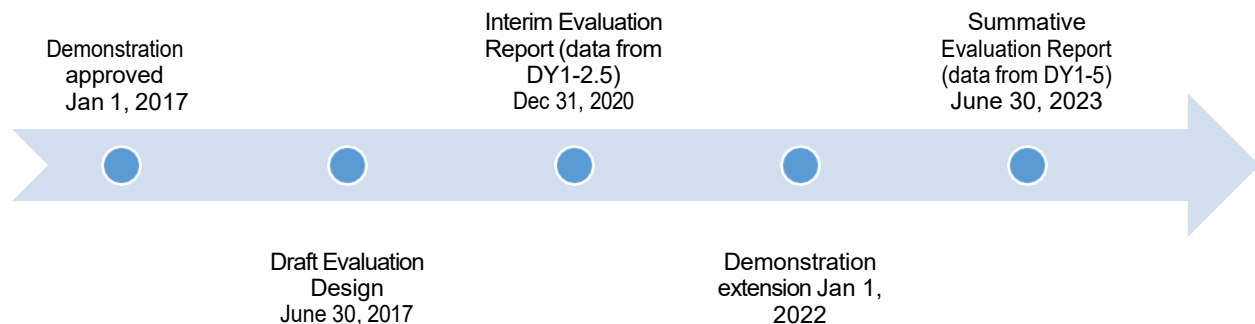 Demonstration
approved
Jan 1, 2017
Draft Evaluation
Design
June 30, 2017
Interim Evaluation
Report (data from
DY1-2.5)
Dec 31, 2020
Demonstration
extension Jan 1,
2022
Summative
Evaluation Report
(data from DY1-5)
June 30, 2023